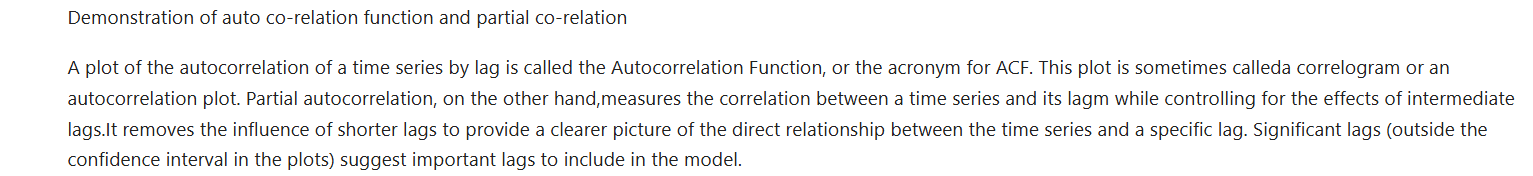 Demonstration of auto co-relation function and partial co-relation
A plot of the autocorrelation of a time series by lag is called the Autocorrelation Function, or the acronym for ACF. This plot is sometimes calleda correlogram or an
autocorrelation plot. Partial autocorrelation, on the other hand,measures the correlation between a time series and its lagm while controlling for the effects of intermediate
lags.It removes the influence of shorter lags to provide a clearer picture of the direct relationship between the time series and a specific lag. Significant lags (outside the
confidence interval in the plots) suggest important lags to include in the model.